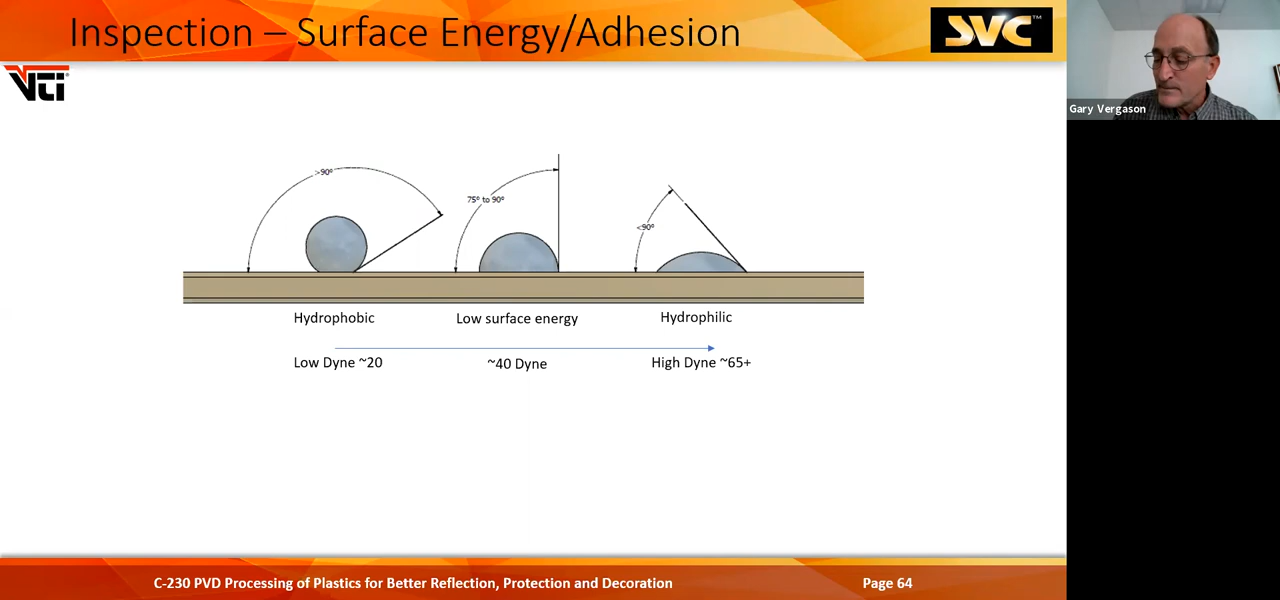 Inspection – Surface Energy/Adhesion
SVC™
VTi
Gary Vergason
>90°
75° to 90°
<90°
Hydrophobic
Low surface energy
Hydrophilic
Low Dyne ~20
~40 Dyne
High Dyne ~65+
C-230 PVD Processing of Plastics for Better Reflection, Protection and Decoration
Page 64